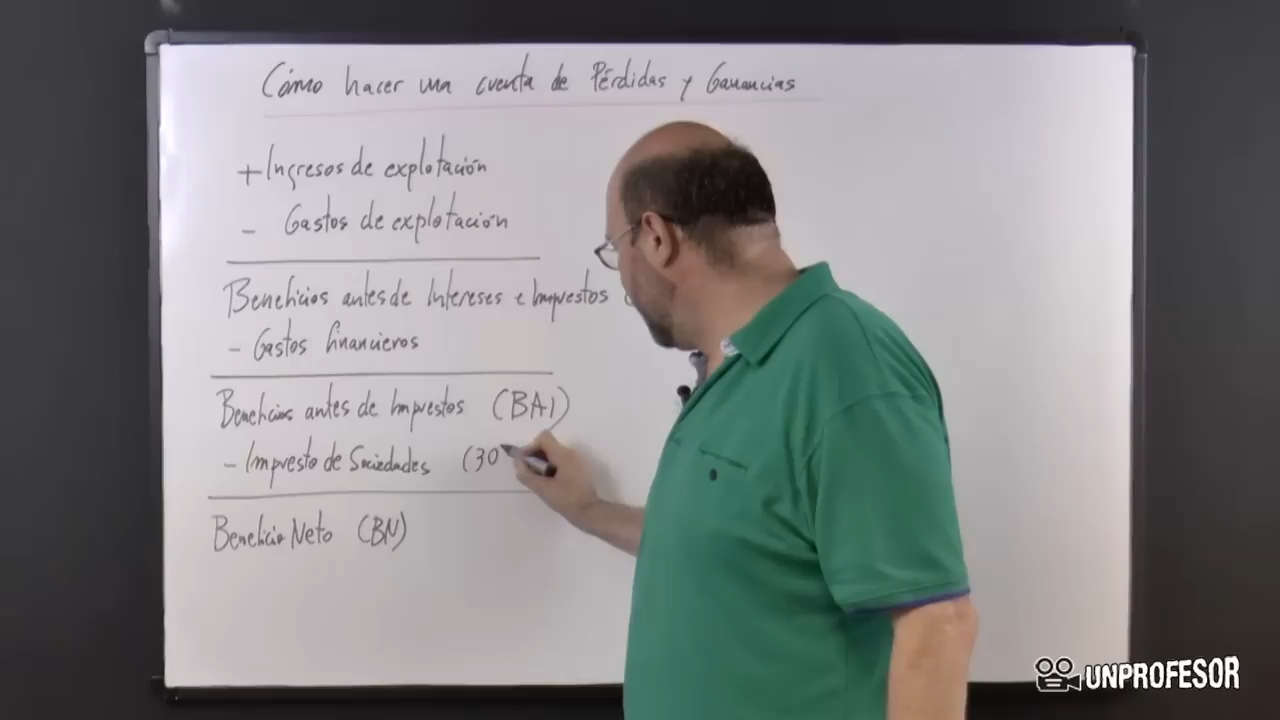 Cómo hacer una cuenta de Pérdidas y Ganancias
+ Ingresos de explotación
- Gastos de explotación
Beneficios antes de Intereses e Impuestos (
- Gastos financieros
Beneficios antes de Impuestos (BAI)
- Impuesto de Sociedades (30
Beneficio Neto (BN)
UNPROFESOR